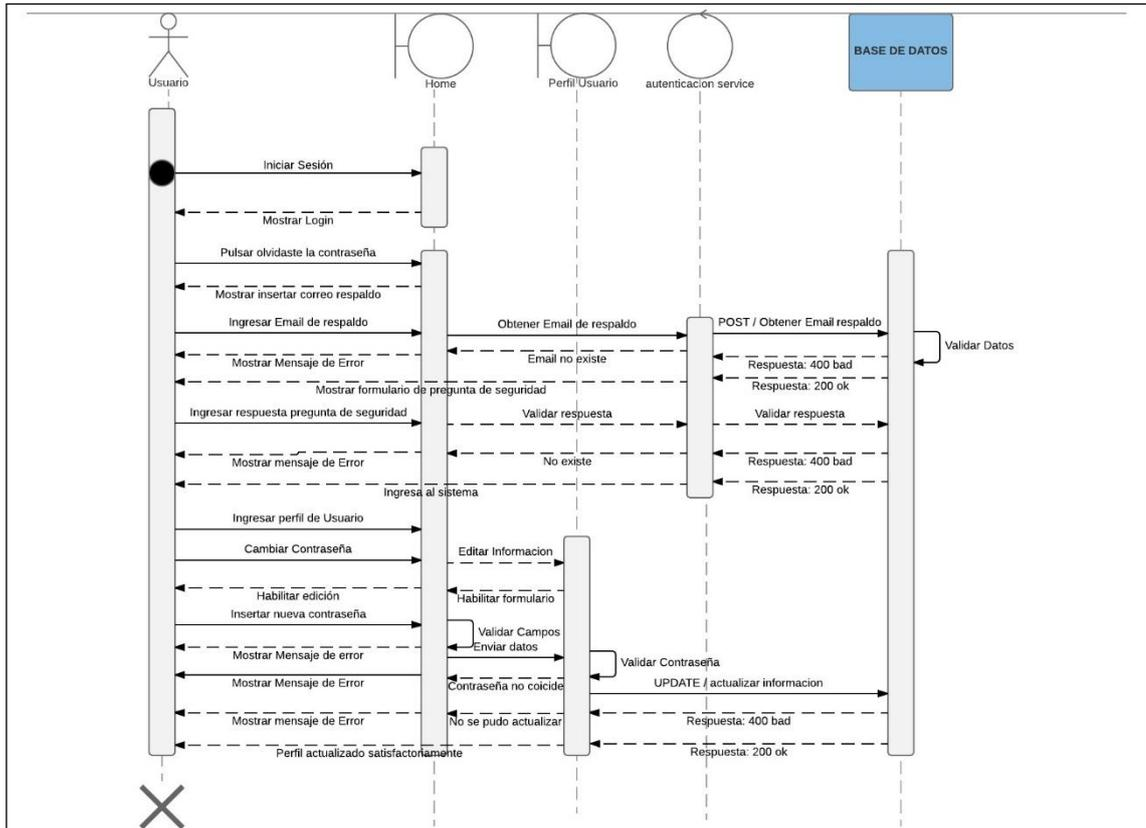 BASE DE DATOS
Usuario
Home
Perfil Usuario
autenticacion service
Iniciar Sesión
Mostrar Login
Pulsar olvidaste la contraseña
Mostrar insertar correo respaldo
Ingresar Email de respaldo
Obtener Email de respaldo
POST / Obtener Email respaldo
Validar Datos
Mostrar Mensaje de Error
Email no existe
Respuesta: 400 bad
Mostrar formulario de pregunta de seguridad
Respuesta: 200 ok
Ingresar respuesta pregunta de seguridad
Validar respuesta
Validar respuesta
Mostrar mensaje de Error
No existe
Respuesta: 400 bad
Ingresa al sistema
Respuesta: 200 ok
Ingresar perfil de Usuario
Cambiar Contraseña
Editar Informacion
Habilitar edición
Habilitar formulario
Insertar nueva contraseña
Validar Campos
Mostrar Mensaje de error
Enviar datos
Validar Contraseña
Mostrar Mensaje de Error
Contraseña no coicide
UPDATE / actualizar informacion
Mostrar mensaje de Error
No se pudo actualizar
Respuesta: 400 bad
Perfil actualizado satisfactoriamente
Respuesta: 200 ok